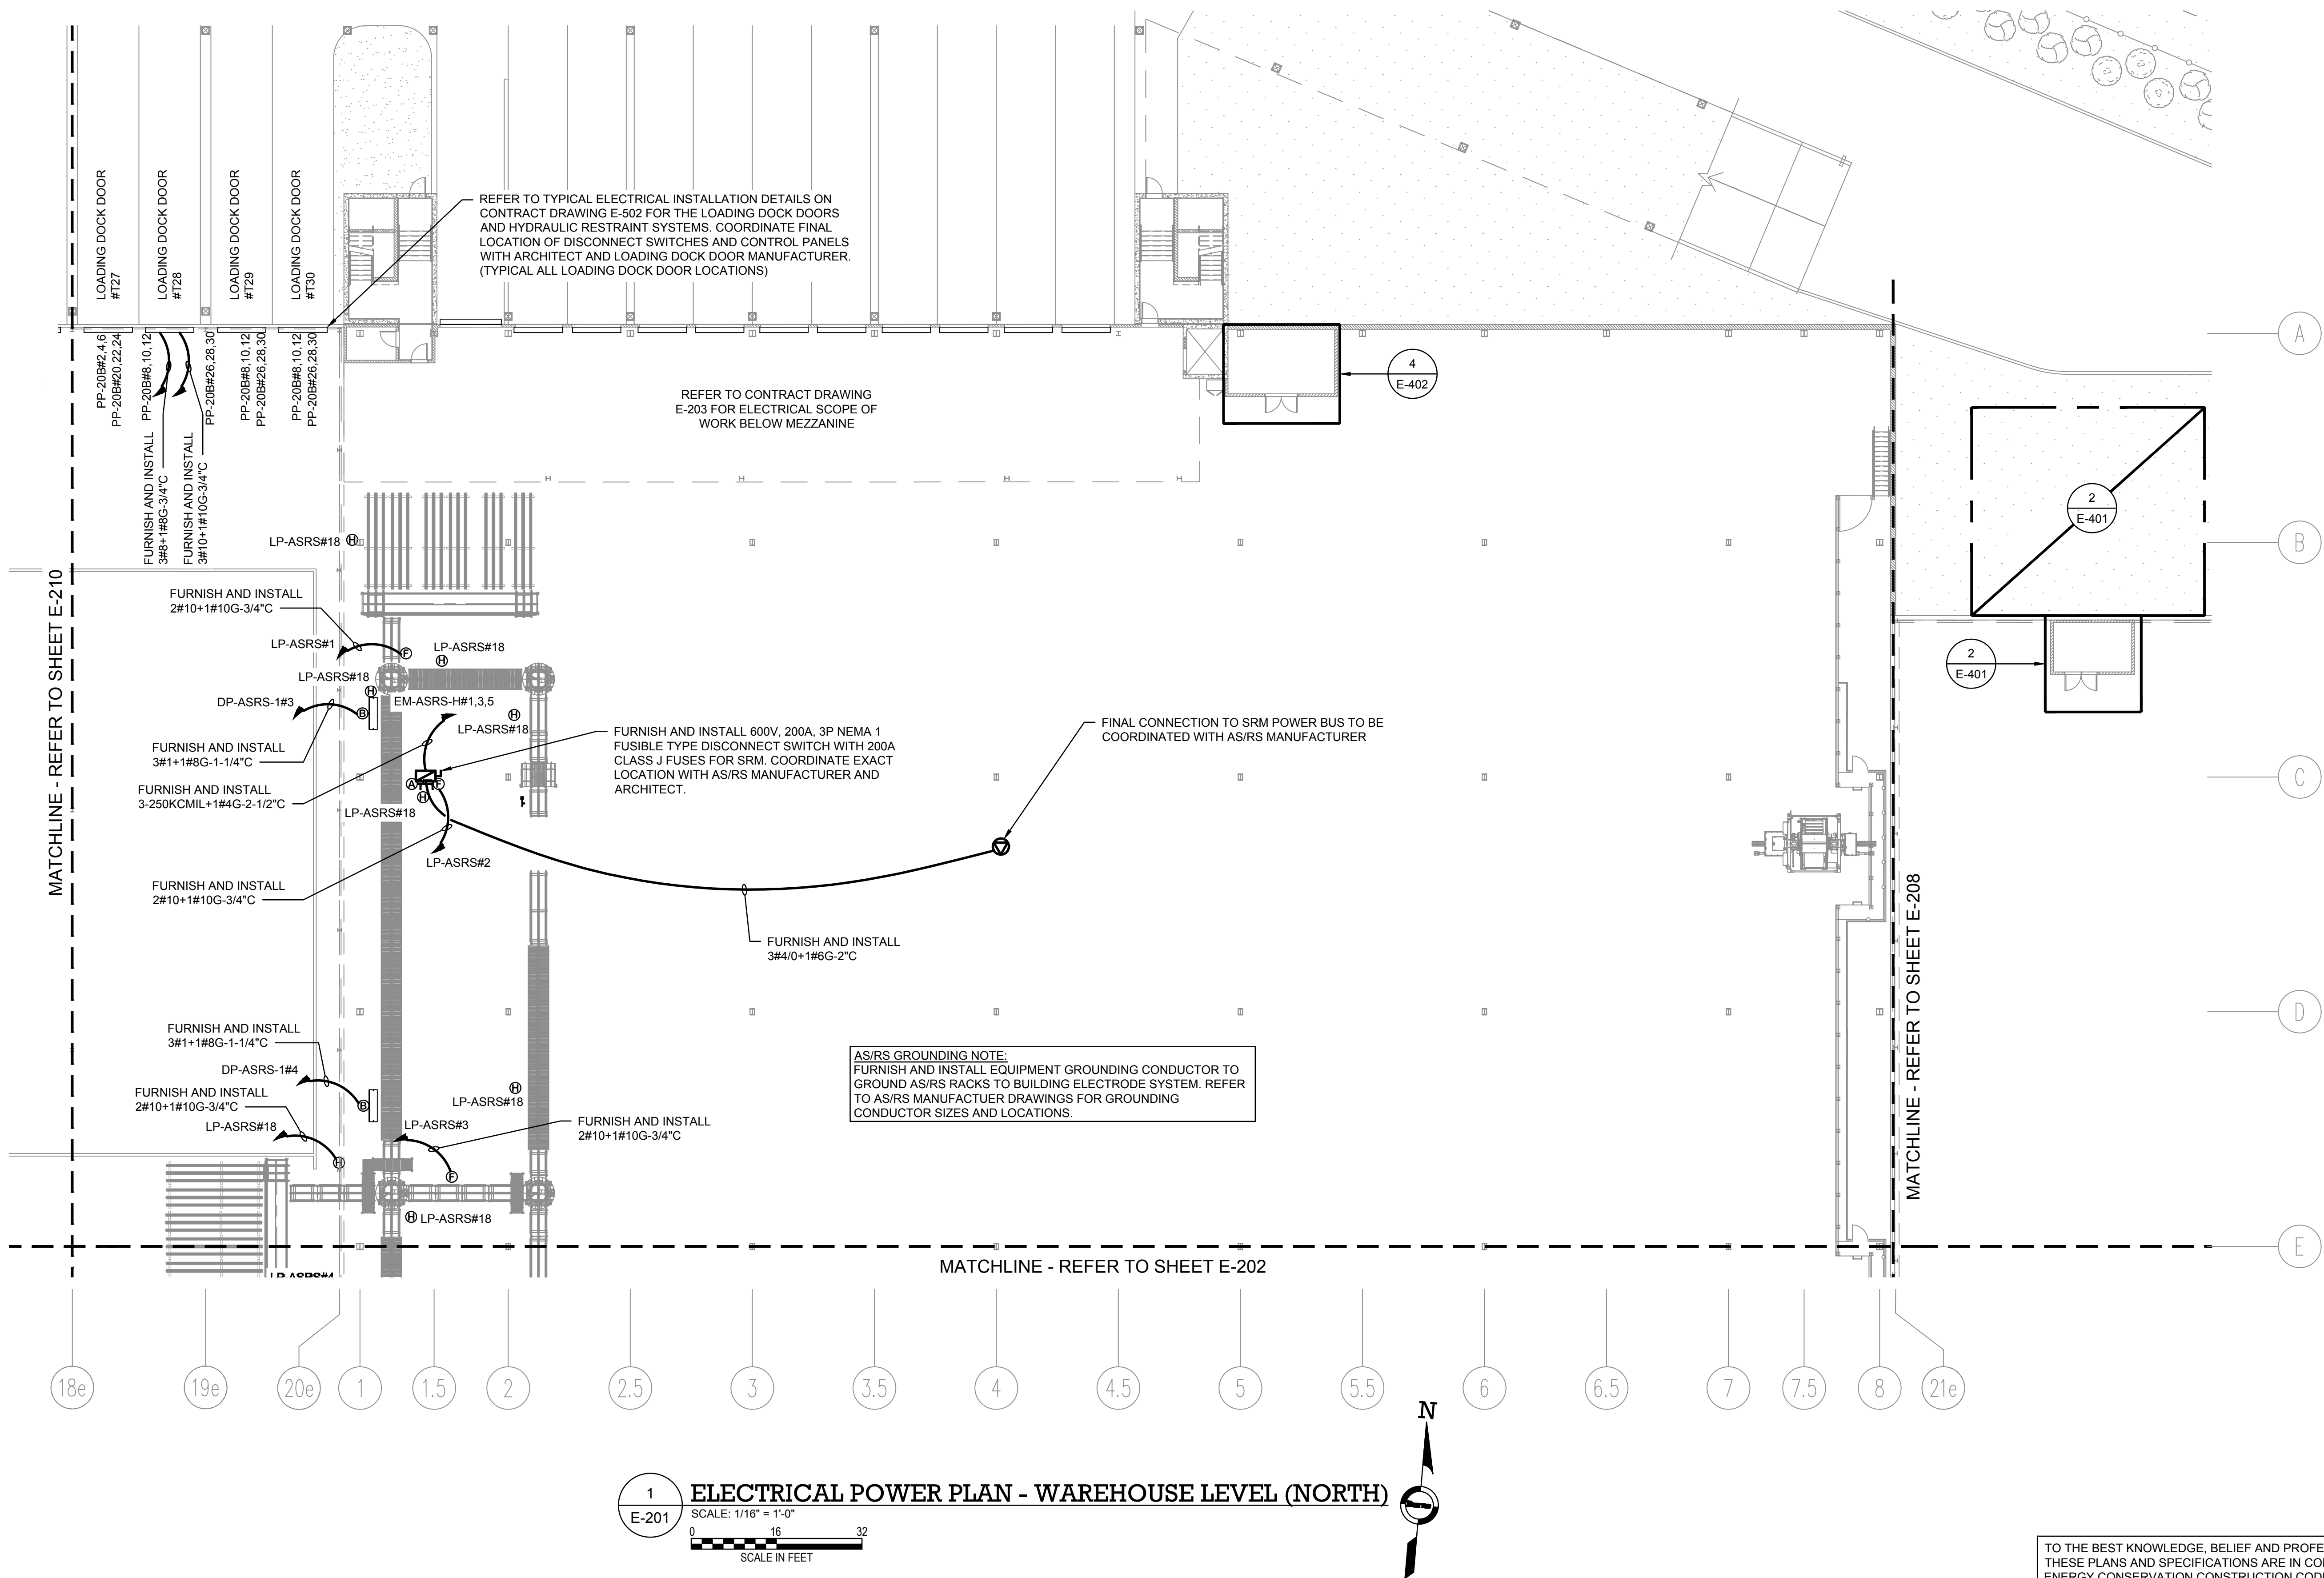 LOADING DOCK DOOR
#T27
LOADING DOCK DOOR
#T28
LOADING DOCK DOOR
#T29
LOADING DOCK DOOR
#T30
REFER TO TYPICAL ELECTRICAL INSTALLATION DETAILS ON
CONTRACT DRAWING E-502 FOR THE LOADING DOCK DOORS
AND HYDRAULIC RESTRAINT SYSTEMS. COORDINATE FINAL
LOCATION OF DISCONNECT SWITCHES AND CONTROL PANELS
WITH ARCHITECT AND LOADING DOCK DOOR MANUFACTURER.
(TYPICAL ALL LOADING DOCK DOOR LOCATIONS)
PP-20B#2,4,6
PP-20B#20,22,24
PP-20B#8,10,12
PP-20B#26,28,30
PP-20B#8,10,12
PP-20B#26,28,30
PP-20B#8,10,12
PP-20B#26,28,30
FURNISH AND INSTALL
3#8+1#8G-3/4"C
FURNISH AND INSTALL
3#10+1#10G-3/4"C
REFER TO CONTRACT DRAWING
E-203 FOR ELECTRICAL SCOPE OF
WORK BELOW MEZZANINE
4
E-402
A
2
E-401
B
2
E-401
LP-ASRS#18
H
MATCHLINE - REFER TO SHEET E-210
FURNISH AND INSTALL
2#10+1#10G-3/4"C
LP-ASRS#1
F
LP-ASRS#18
H
LP-ASRS#18
H
DP-ASRS-1#3
B
EM-ASRS-H#1,3,5
H
LP-ASRS#18
FURNISH AND INSTALL
3#1+1#8G-1-1/4"C
FURNISH AND INSTALL
3-250KCMIL+1#4G-2-1/2"C
FURNISH AND INSTALL 600V, 200A, 3P NEMA 1
FUSIBLE TYPE DISCONNECT SWITCH WITH 200A
CLASS J FUSES FOR SRM. COORDINATE EXACT
LOCATION WITH AS/RS MANUFACTURER AND
ARCHITECT.
FINAL CONNECTION TO SRM POWER BUS TO BE
COORDINATED WITH AS/RS MANUFACTURER
A
F
H
LP-ASRS#18
LP-ASRS#2
C
FURNISH AND INSTALL
2#10+1#10G-3/4"C
FURNISH AND INSTALL
3#4/0+1#6G-2"C
MATCHLINE - REFER TO SHEET E-208
D
FURNISH AND INSTALL
3#1+1#8G-1-1/4"C
DP-ASRS-1#4
B
FURNISH AND INSTALL
2#10+1#10G-3/4"C
LP-ASRS#18
H
H
LP-ASRS#18
LP-ASRS#3
F
FURNISH AND INSTALL
2#10+1#10G-3/4"C
H LP-ASRS#18
AS/RS GROUNDING NOTE:
FURNISH AND INSTALL EQUIPMENT GROUNDING CONDUCTOR TO
GROUND AS/RS RACKS TO BUILDING ELECTRODE SYSTEM. REFER
TO AS/RS MANUFACTUER DRAWINGS FOR GROUNDING
CONDUCTOR SIZES AND LOCATIONS.
E
LP-ASRS#4
MATCHLINE - REFER TO SHEET E-202
18e 19e 20e 1 1.5 2 2.5 3 3.5 4 4.5 5 5.5 6 6.5 7 7.5 8 21e
N
Burns
1
E-201
ELECTRICAL POWER PLAN - WAREHOUSE LEVEL (NORTH)
SCALE: 1/16" = 1'-0"
0 16 32
SCALE IN FEET
TO THE BEST KNOWLEDGE, BELIEF AND PROFE
THESE PLANS AND SPECIFICATIONS ARE IN CO
ENERGY CONSERVATION CONSTRUCTION COD